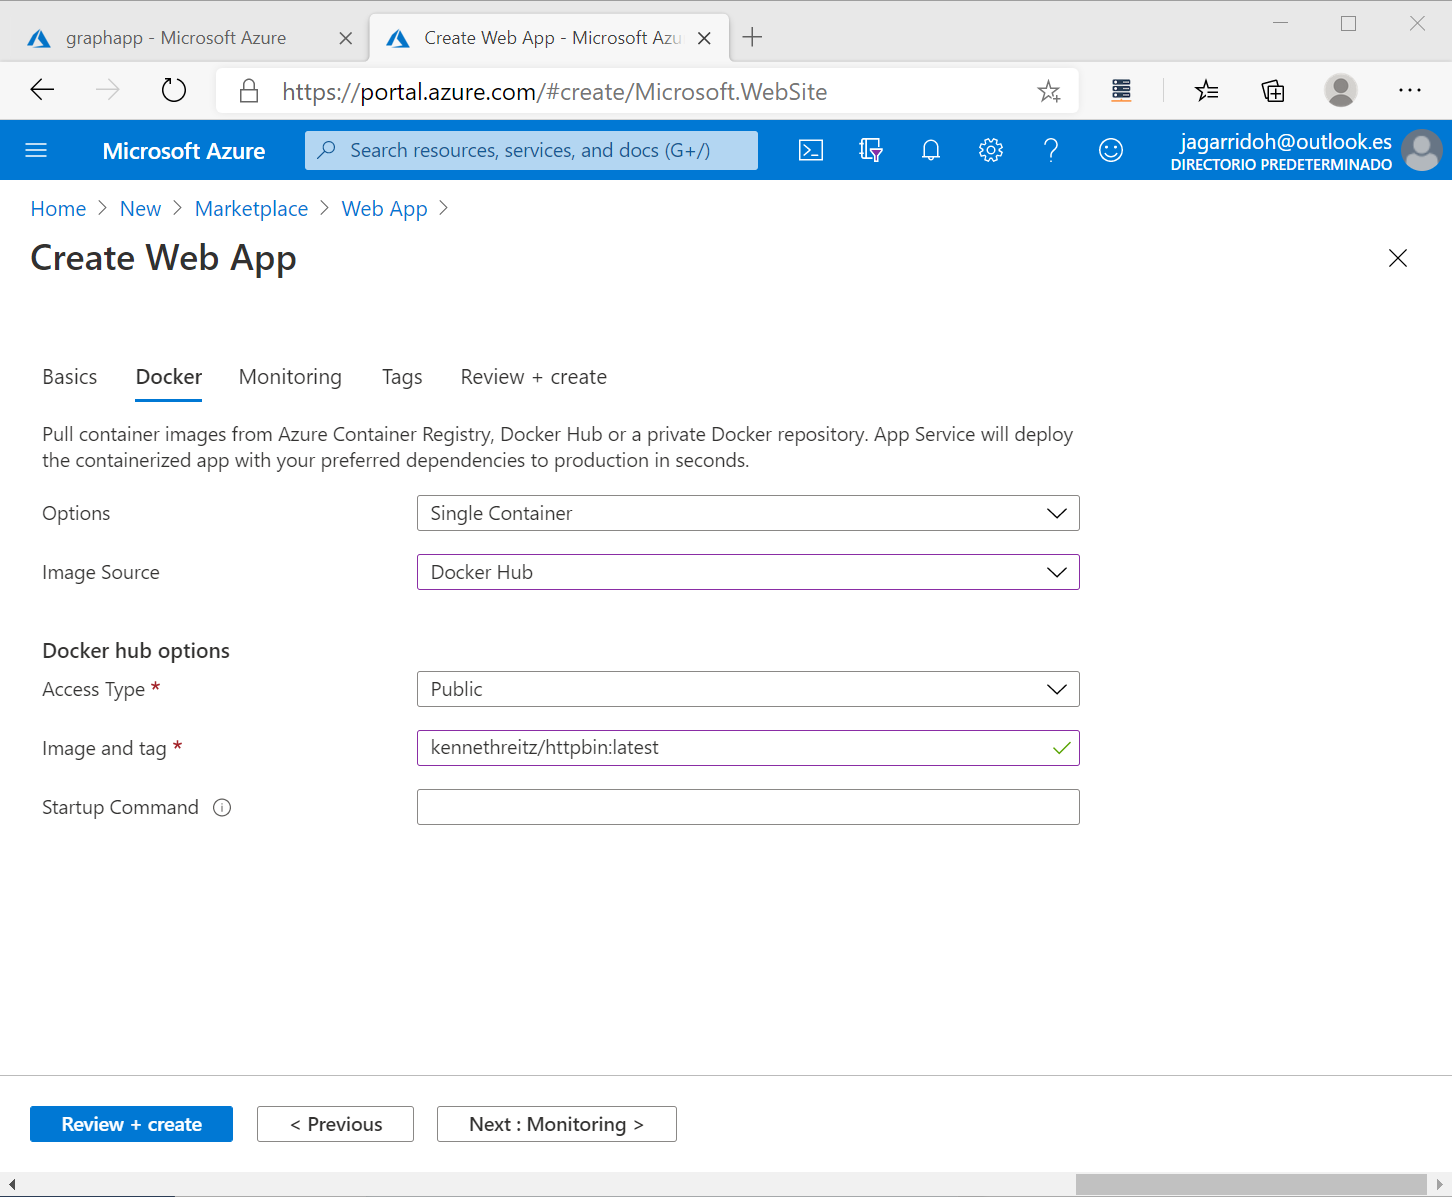 graphapp - Microsoft Azure
Create Web App - Microsoft Azu
https://portal.azure.com/#create/Microsoft.WebSite
Microsoft Azure
Search resources, services, and docs (G+/)
jagarridoh@outlook.es
DIRECTORIO PREDETERMINADO
Home > New > Marketplace > Web App >
Create Web App
Basics Docker Monitoring Tags Review + create
Pull container images from Azure Container Registry, Docker Hub or a private Docker repository. App Service will deploy
the containerized app with your preferred dependencies to production in seconds.
Options Single Container
Image Source Docker Hub
Docker hub options
Access Type * Public
Image and tag * kennethreitz/httpbin:latest
Startup Command
Review + create < Previous Next : Monitoring >